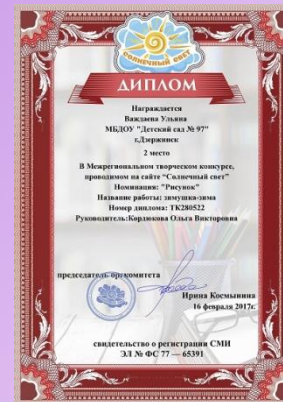 СОЛНЕЧНЫЙ СВЕТ
ДИПЛОМ
Награждается
Важдаева Ульяна
МБДОУ "Детский сад № 97"
г.Дзержинск
2 место
В Межрегиональном творческом конкурсе,
проводимом на сайте “Солнечный свет”
Номинация: "Рисунок"
Название работы: зимушка-зима
Номер диплома: ТК280522
Руководитель:Кордюкова Ольга Викторовна
председатель оргкомитета
Ирина Космынина
16 февраля 2017г.
свидетельство о регистрации СМИ
ЭЛ № ФС 77 — 65391